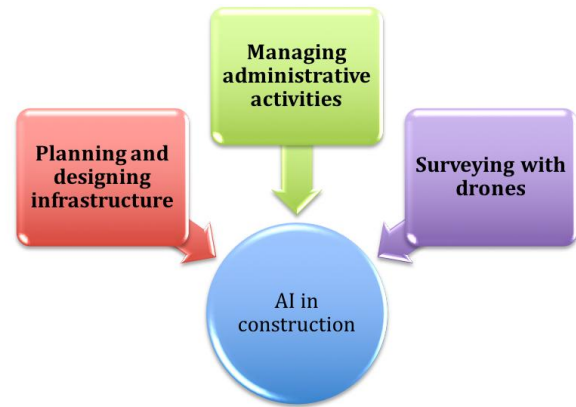 Managing
administrative
activities
Planning and
designing
infrastructure
Surveying with
drones
AI in
construction